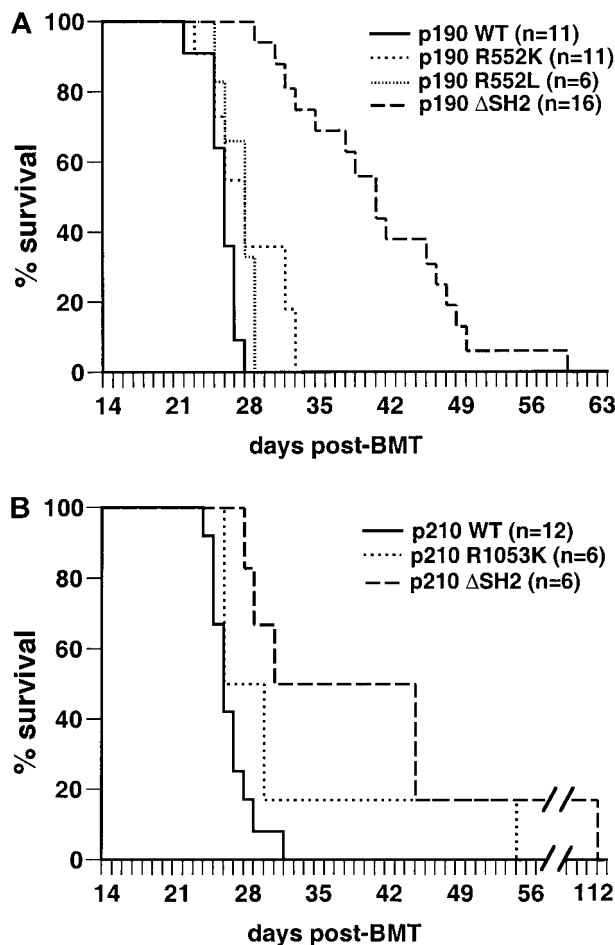 A
p190 WT (n=11)
p190 R552K (n=11)
p190 R552L (n=6)
p190 ΔSH2 (n=16)
% survival
100
80
60
40
20
0
14 21 28 35 42 49 56 63
days post-BMT
B
p210 WT (n=12)
p210 R1053K (n=6)
p210 ΔSH2 (n=6)
% survival
100
80
60
40
20
0
14 21 28 35 42 49 56 112
days post-BMT